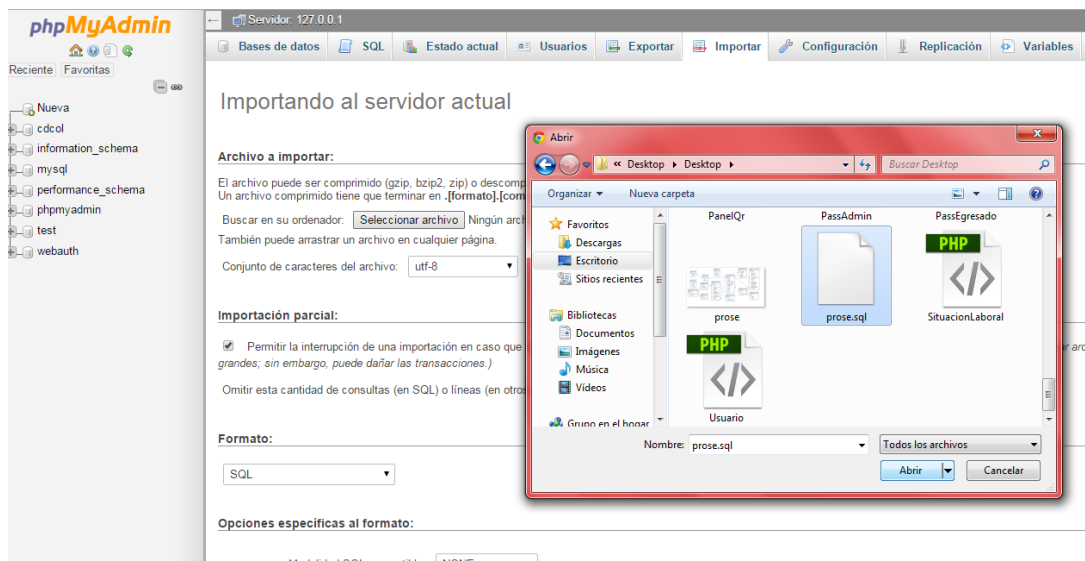 phpMyAdmin
Reciente Favoritas
Nueva
cdcol
information_schema
mysql
performance_schema
phpmyadmin
test
webauth
Servidor: 127.0.0.1
Bases de datos SQL Estado actual Usuarios Exportar Importar Configuración Replicación Variables
Importando al servidor actual
Archivo a importar:
El archivo puede ser comprimido (gzip, bzip2, zip) o descomp
Un archivo comprimido tiene que terminar en .[formato].[com
Buscar en su ordenador: Seleccionar archivo Ningún arch
También puede arrastrar un archivo en cualquier página.
Conjunto de caracteres del archivo: utf-8
Importación parcial:
Permitir la interrupción de una importación en caso que
grandes; sin embargo, puede dañar las transacciones.)
Omitir esta cantidad de consultas (en SQL) o líneas (en otros
Formato:
SQL
Opciones específicas al formato:
NONE
Abrir
« Desktop Desktop
Buscar Desktop
Organizar Nueva carpeta
Favoritos
Descargas
Escritorio
Sitios recientes
Bibliotecas
Documentos
Imágenes
Música
Vídeos
Grupo en el hogar
PanelQr PassAdmin PassEgresado
PHP
prose prose.sql SituacionLaboral
PHP
Usuario
Nombre: prose.sql Todos los archivos
Abrir Cancelar